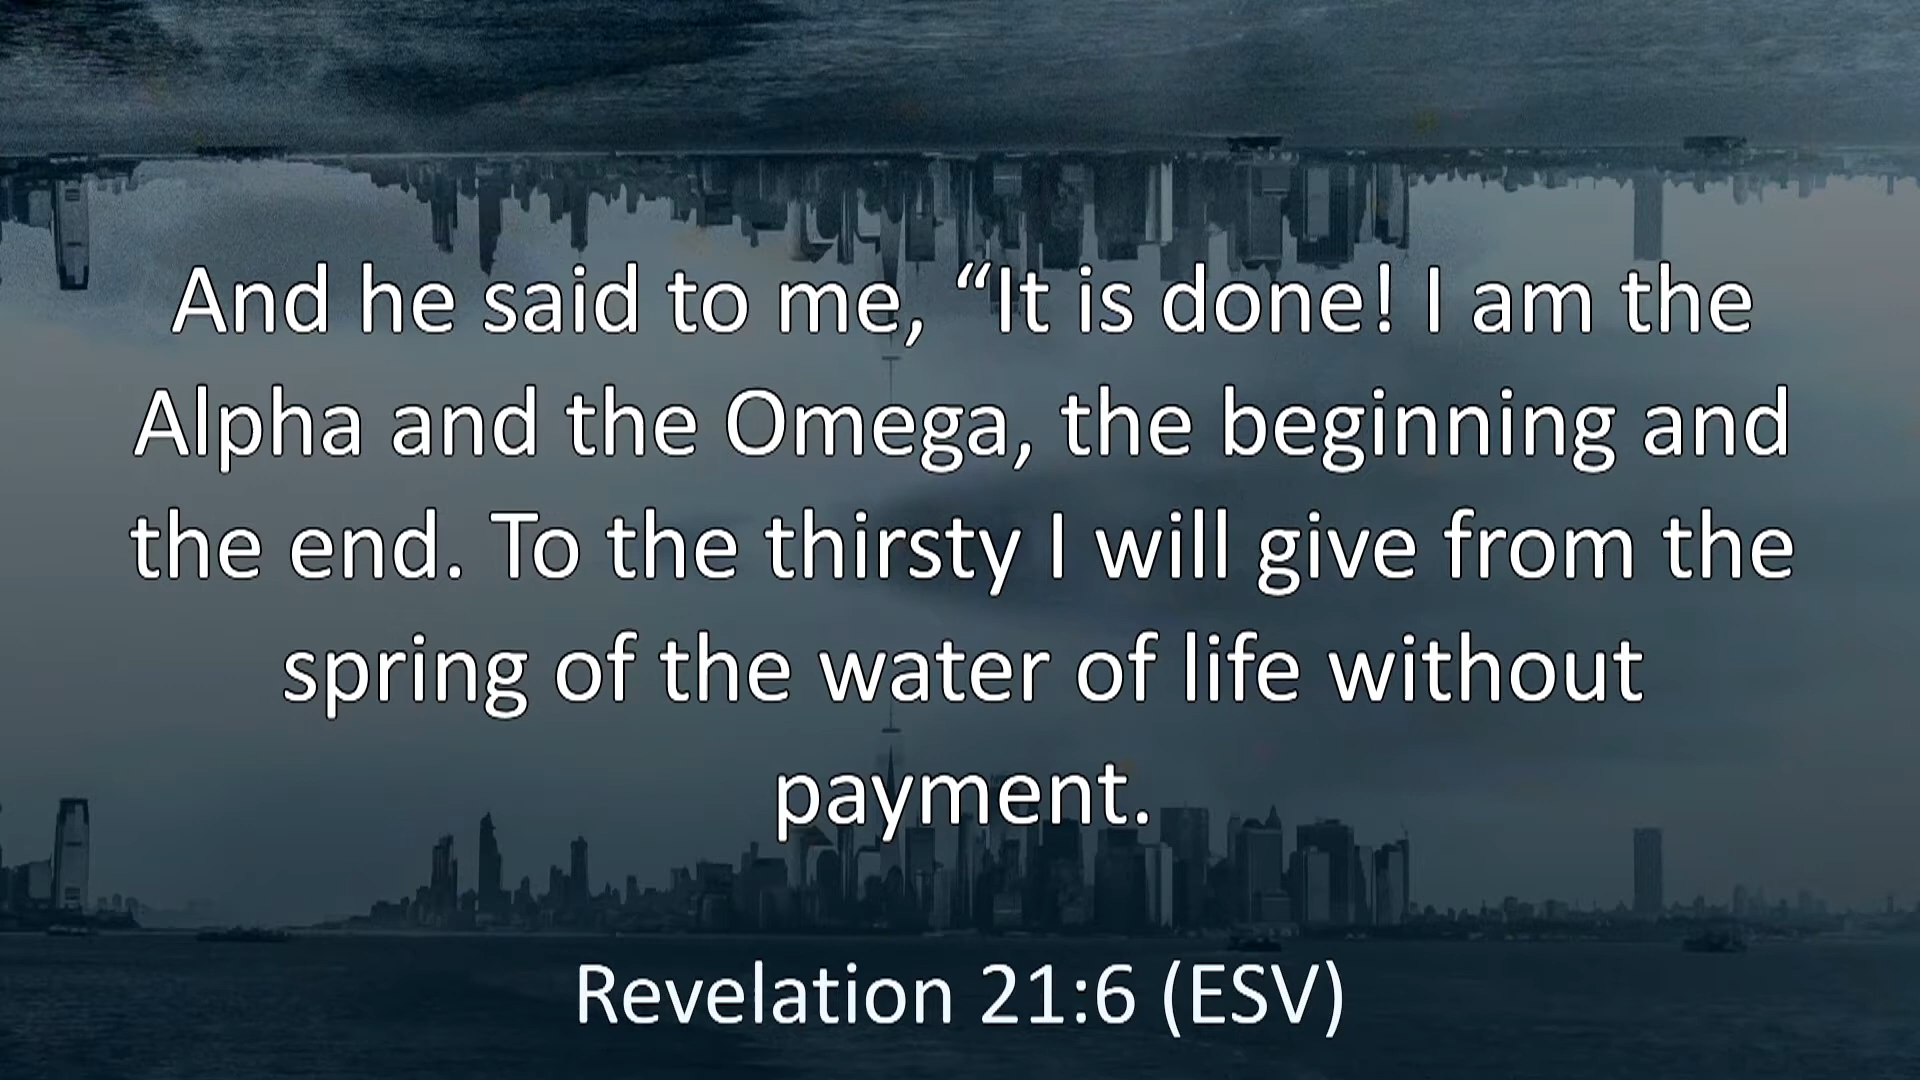 And he said to me, “It is done! I am the
Alpha and the Omega, the beginning and
the end. To the thirsty I will give from the
spring of the water of life without
payment.
Revelation 21:6 (ESV)